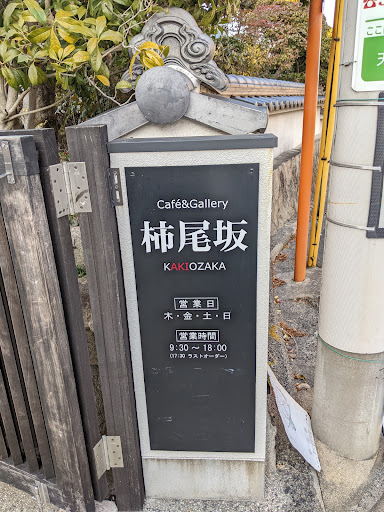 Café&Gallery
柿尾坂
KAKIOZAKA
営業日
木・金・土・日
営業時間
9:30 ～ 18:00
(17:30 ラストオーダー)